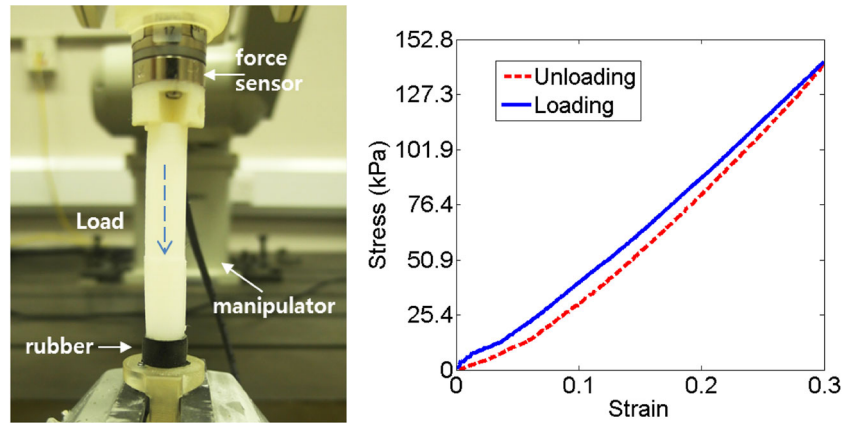 force
sensor
Load
manipulator
rubber
Stress (kPa)
152.8
127.3
101.9
76.4
50.9
25.4
0
Unloading
Loading
0
0.1
0.2
0.3
Strain